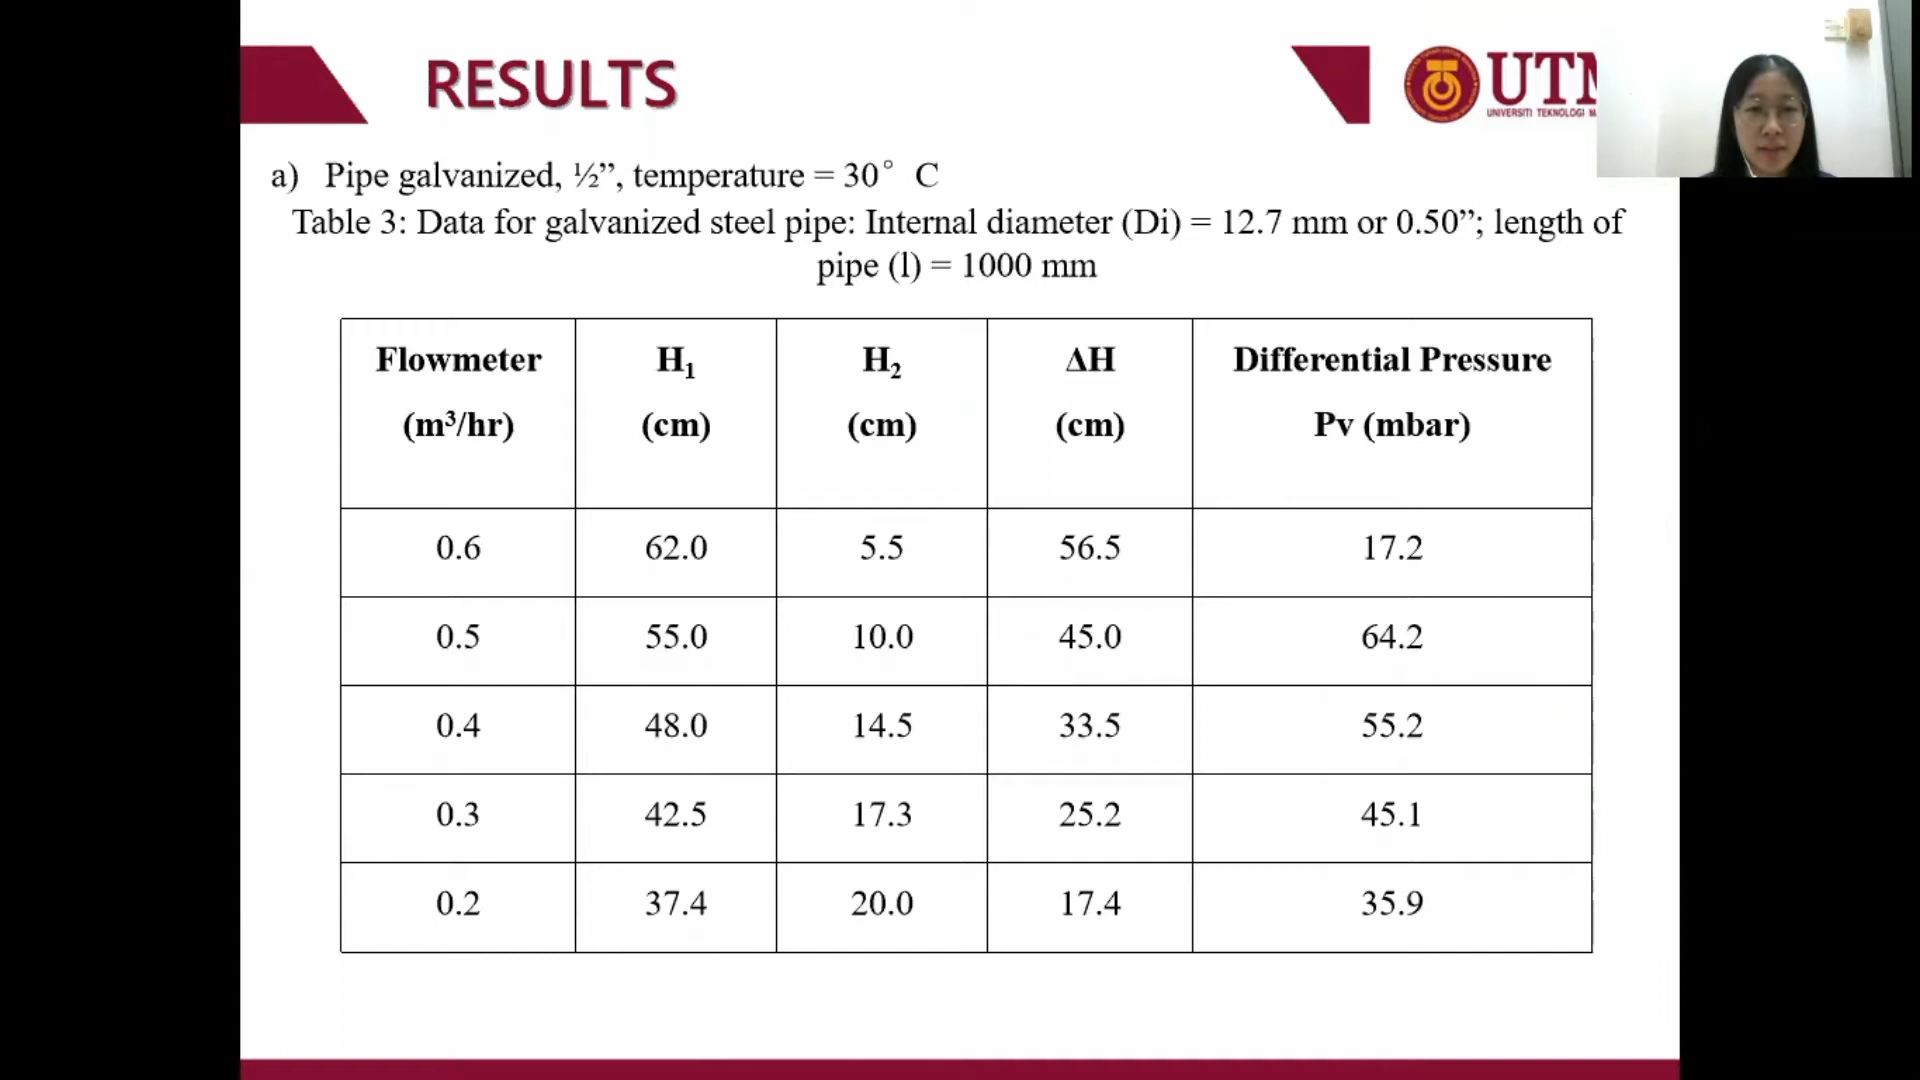 RESULTS
UTM
UNIVERSITI TEKNOLOGI
a) Pipe galvanized, ½”, temperature = 30° C
Table 3: Data for galvanized steel pipe: Internal diameter (Di) = 12.7 mm or 0.50”; length of
pipe (l) = 1000 mm
Flowmeter (m³/hr) H₁ (cm) H₂ (cm) ΔH (cm) Differential Pressure Pv (mbar)
0.6 62.0 5.5 56.5 17.2
0.5 55.0 10.0 45.0 64.2
0.4 48.0 14.5 33.5 55.2
0.3 42.5 17.3 25.2 45.1
0.2 37.4 20.0 17.4 35.9